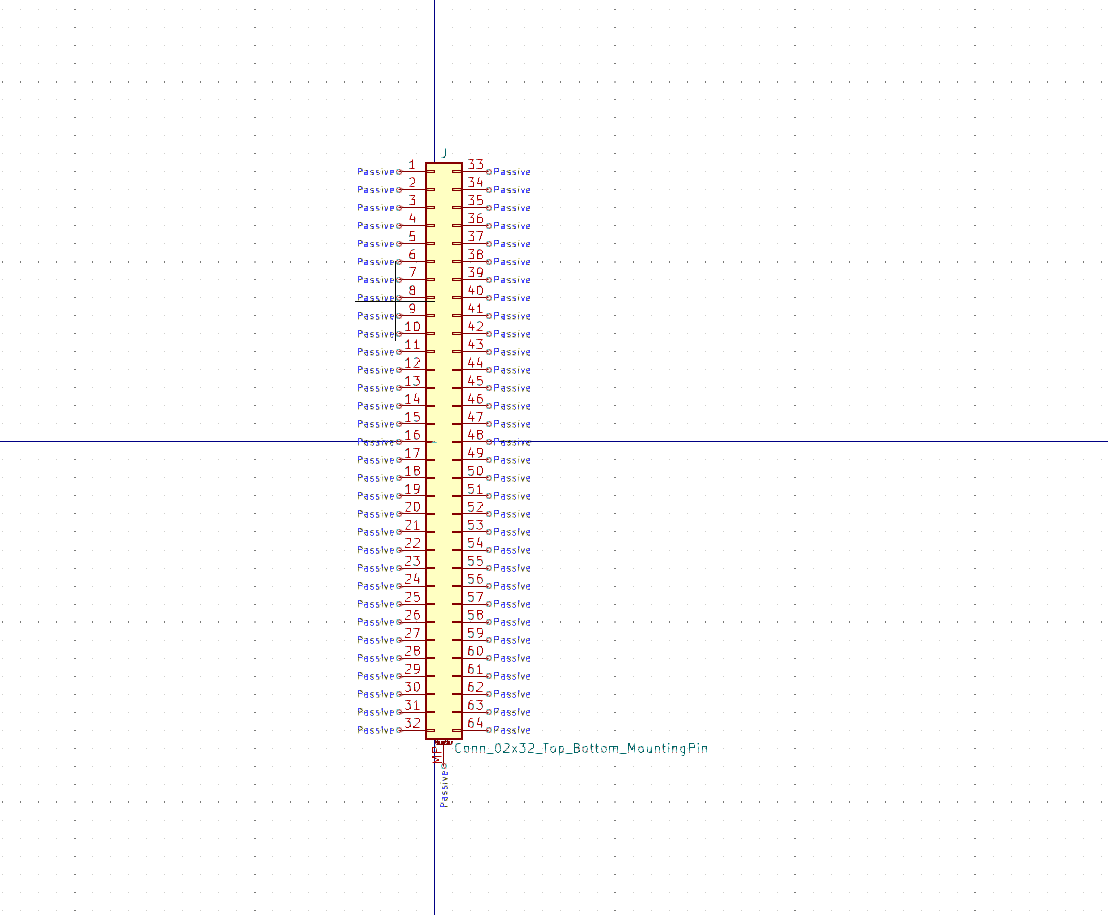 J
Passive 1 33 Passive
Passive 2 34 Passive
Passive 3 35 Passive
Passive 4 36 Passive
Passive 5 37 Passive
Passive 6 38 Passive
Passive 7 39 Passive
Passive 8 40 Passive
Passive 9 41 Passive
Passive 10 42 Passive
Passive 11 43 Passive
Passive 12 44 Passive
Passive 13 45 Passive
Passive 14 46 Passive
Passive 15 47 Passive
Passive 16 48 Passive
Passive 17 49 Passive
Passive 18 50 Passive
Passive 19 51 Passive
Passive 20 52 Passive
Passive 21 53 Passive
Passive 22 54 Passive
Passive 23 55 Passive
Passive 24 56 Passive
Passive 25 57 Passive
Passive 26 58 Passive
Passive 27 59 Passive
Passive 28 60 Passive
Passive 29 61 Passive
Passive 30 62 Passive
Passive 31 63 Passive
Passive 32 64 Passive
Conn_02x32_Top_Bottom_MountingPin
MP
Passive